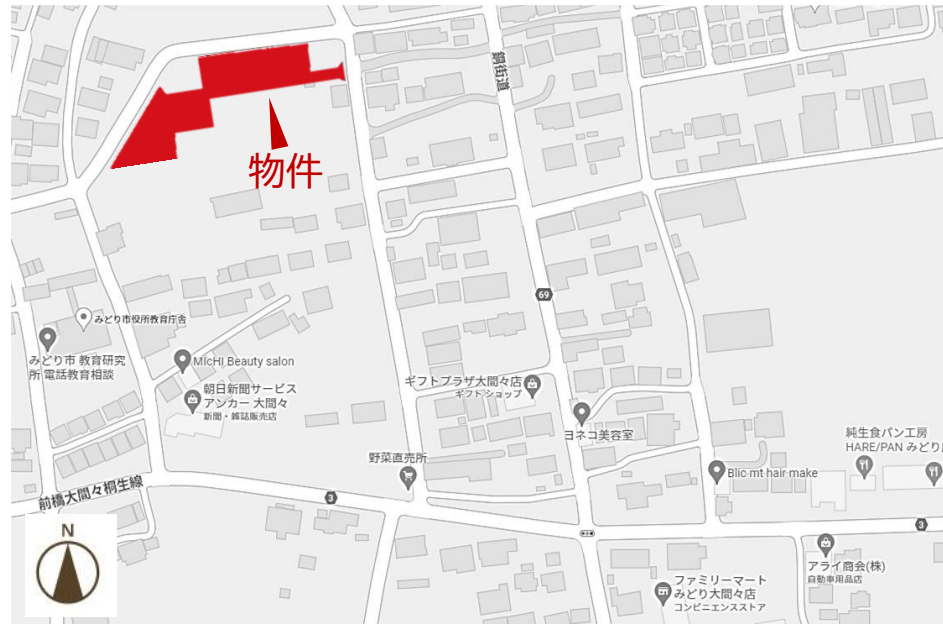 銅街道
物件
69
みどり市役所教育庁舎
みどり市 教育研究
所 電話教育相談
MICHI Beauty salon
朝日新聞サービス
アンカー 大間々
新聞・雑誌販売店
ギフトプラザ大間々店
ギフト ショップ
ヨネコ美容室
純生食パン工房
HARE/PAN みどり
野菜直売所
Blic mt hair make
前橋大間々桐生線
3
3
N
アライ商会(株)
自動車用品店
ファミリーマート
みどり大間々店
コンビニエンスストア